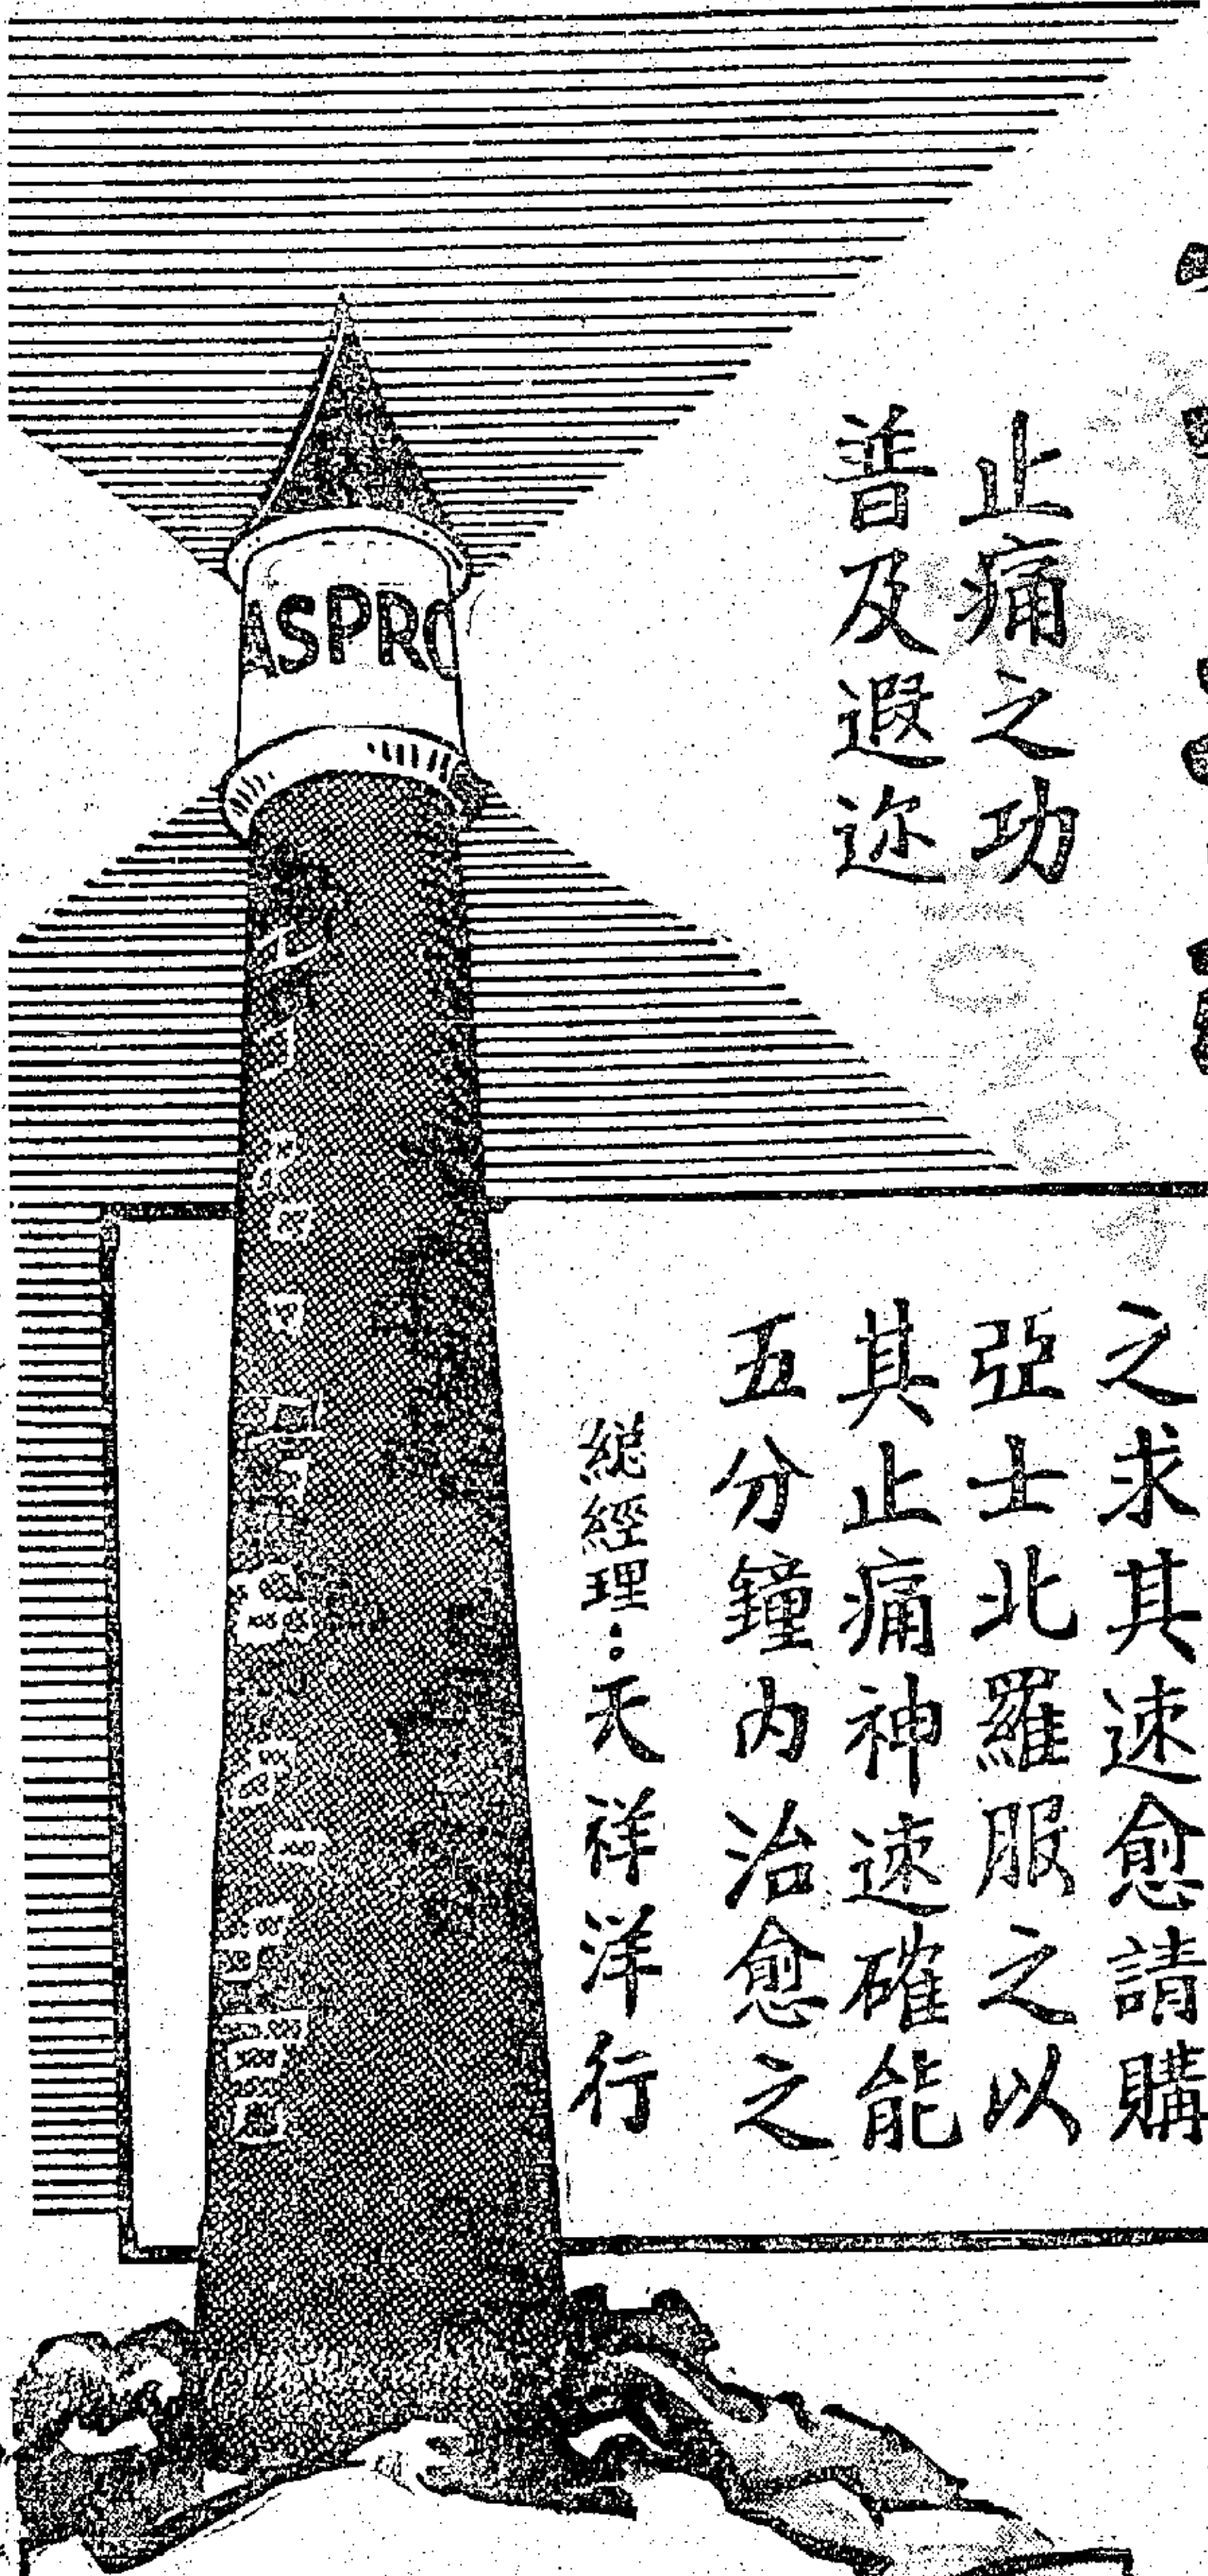 止痛之功
普及遐迩
ASPRO
之求其速愈請購
亞士北羅服之以
其止痛神速確能
五分鐘內治愈之
総經理：天祥洋行